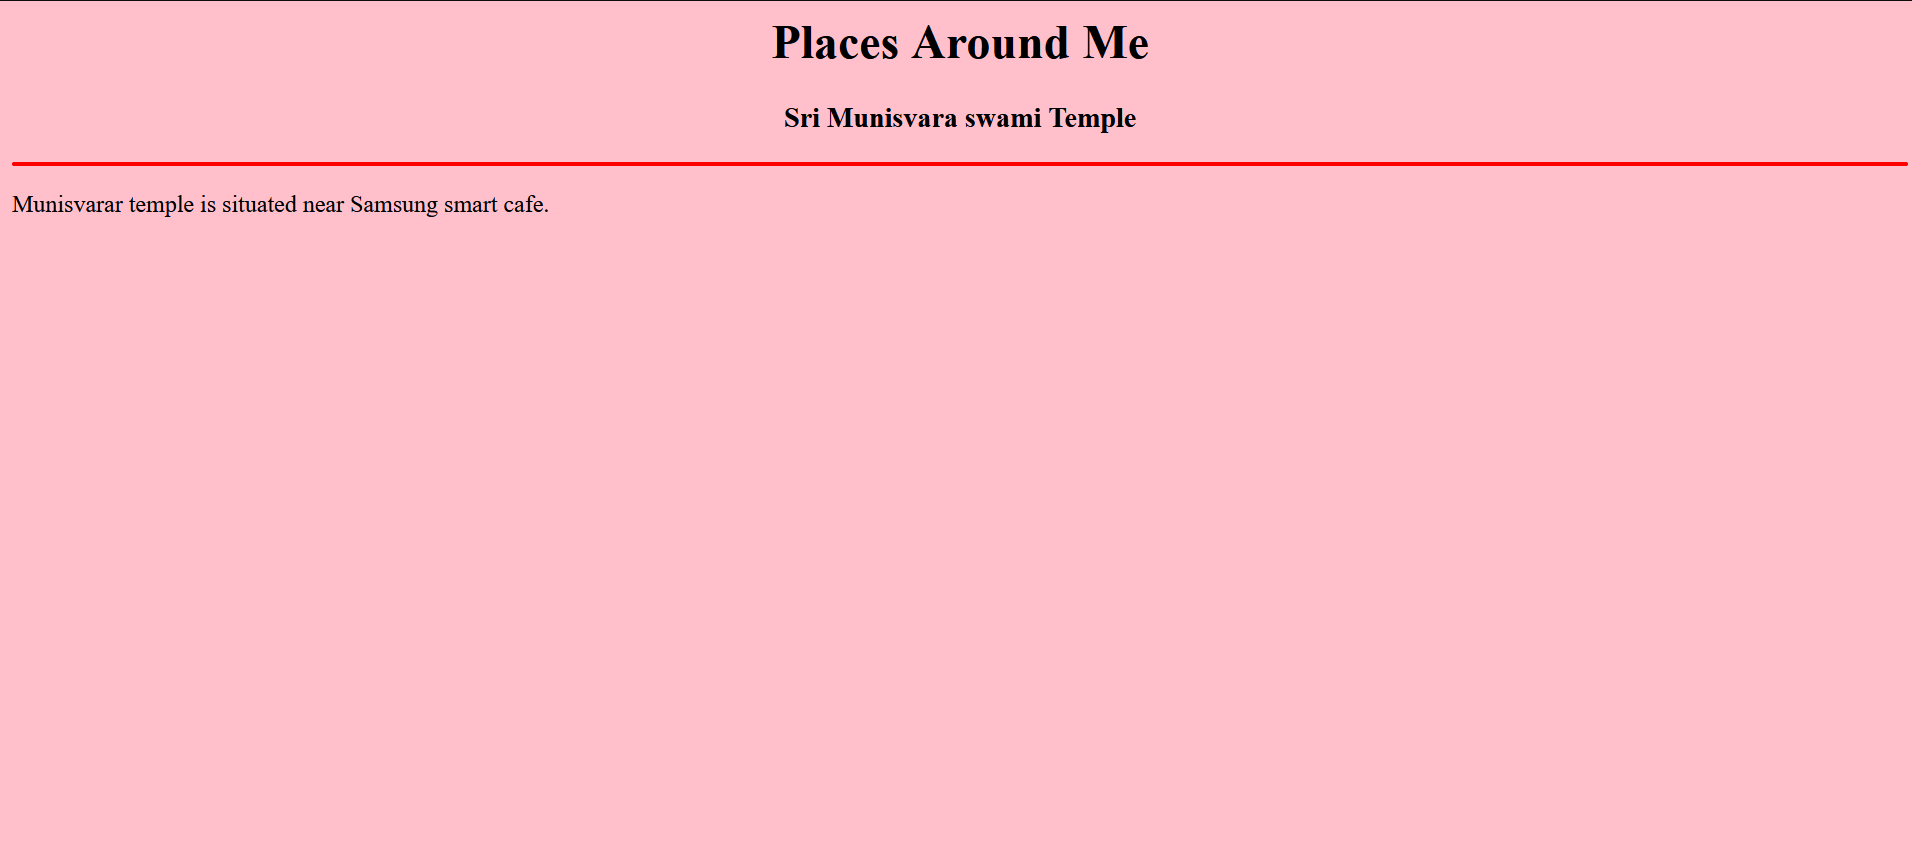 Places Around Me
Sri Munisvara swami Temple
Munisvarar temple is situated near Samsung smart cafe.